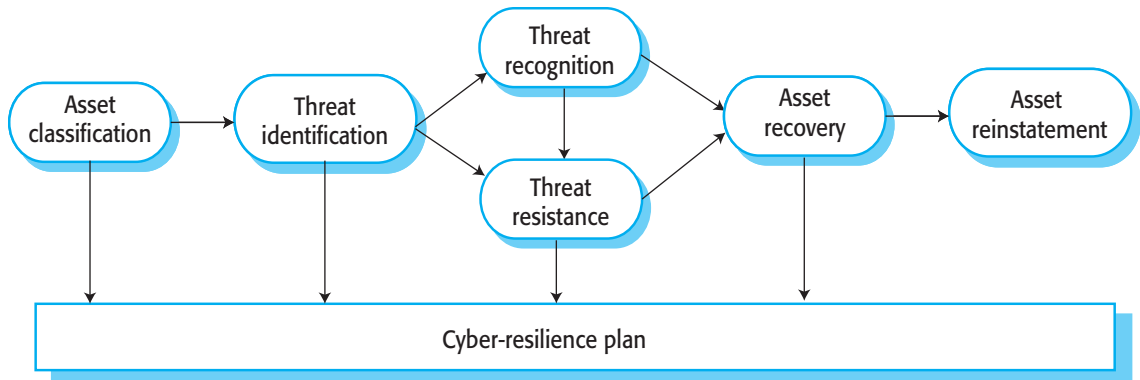 Asset
classification
Threat
identification
Threat
recognition
Threat
resistance
Asset
recovery
Asset
reinstatement
Cyber-resilience plan